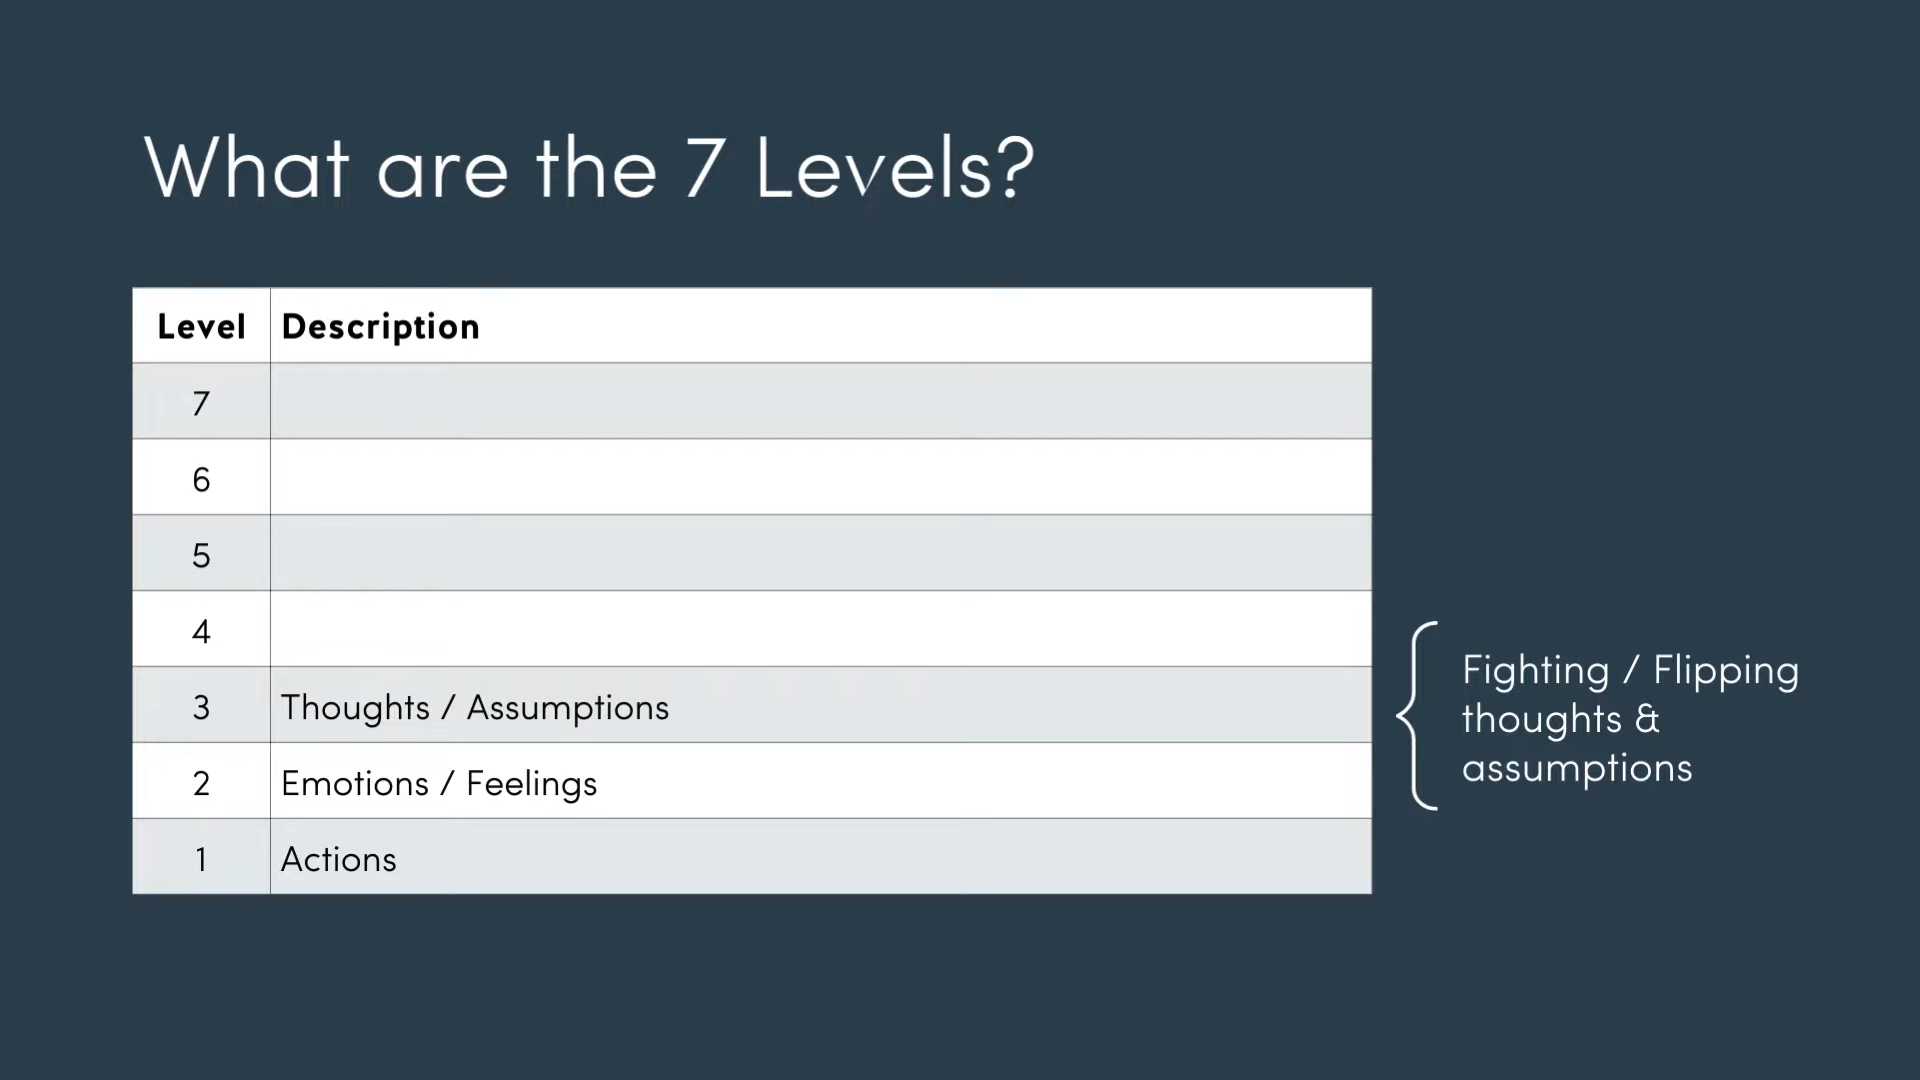 What are the 7 Levels?
Level Description
7
6
5
4
3 Thoughts / Assumptions
2 Emotions / Feelings
1 Actions
Fighting / Flipping
thoughts &
assumptions